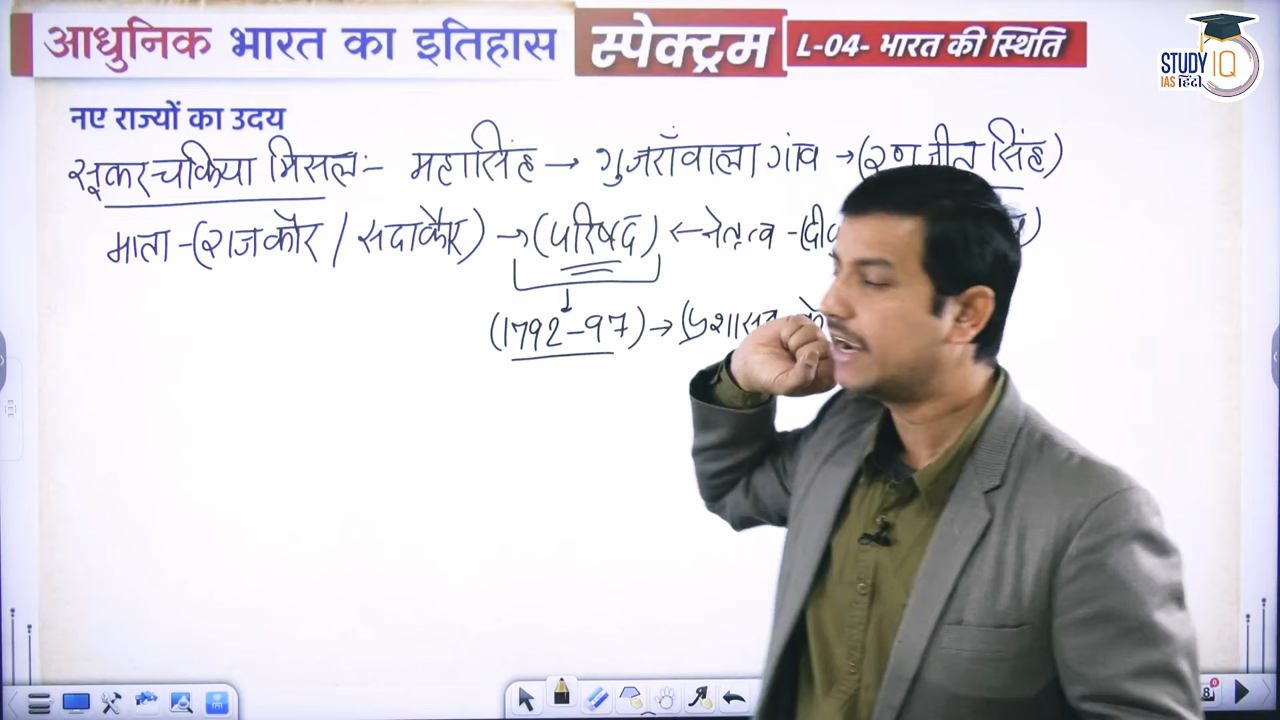 आधुनिक भारत का इतिहास स्पेक्ट्रम L-04- भारत की स्थिति
STUDY IQ
IAS हिंदी
नए राज्यों का उदय
सूकरचकिया मिसल:- महासिंह → गुजराँवाला गांव → (रणजीत सिंह)
माता -(राजकौर / सदाकौर) → (परिषद) ← नेतृत्व -(दी
(1792-97) → (प्रशासन के